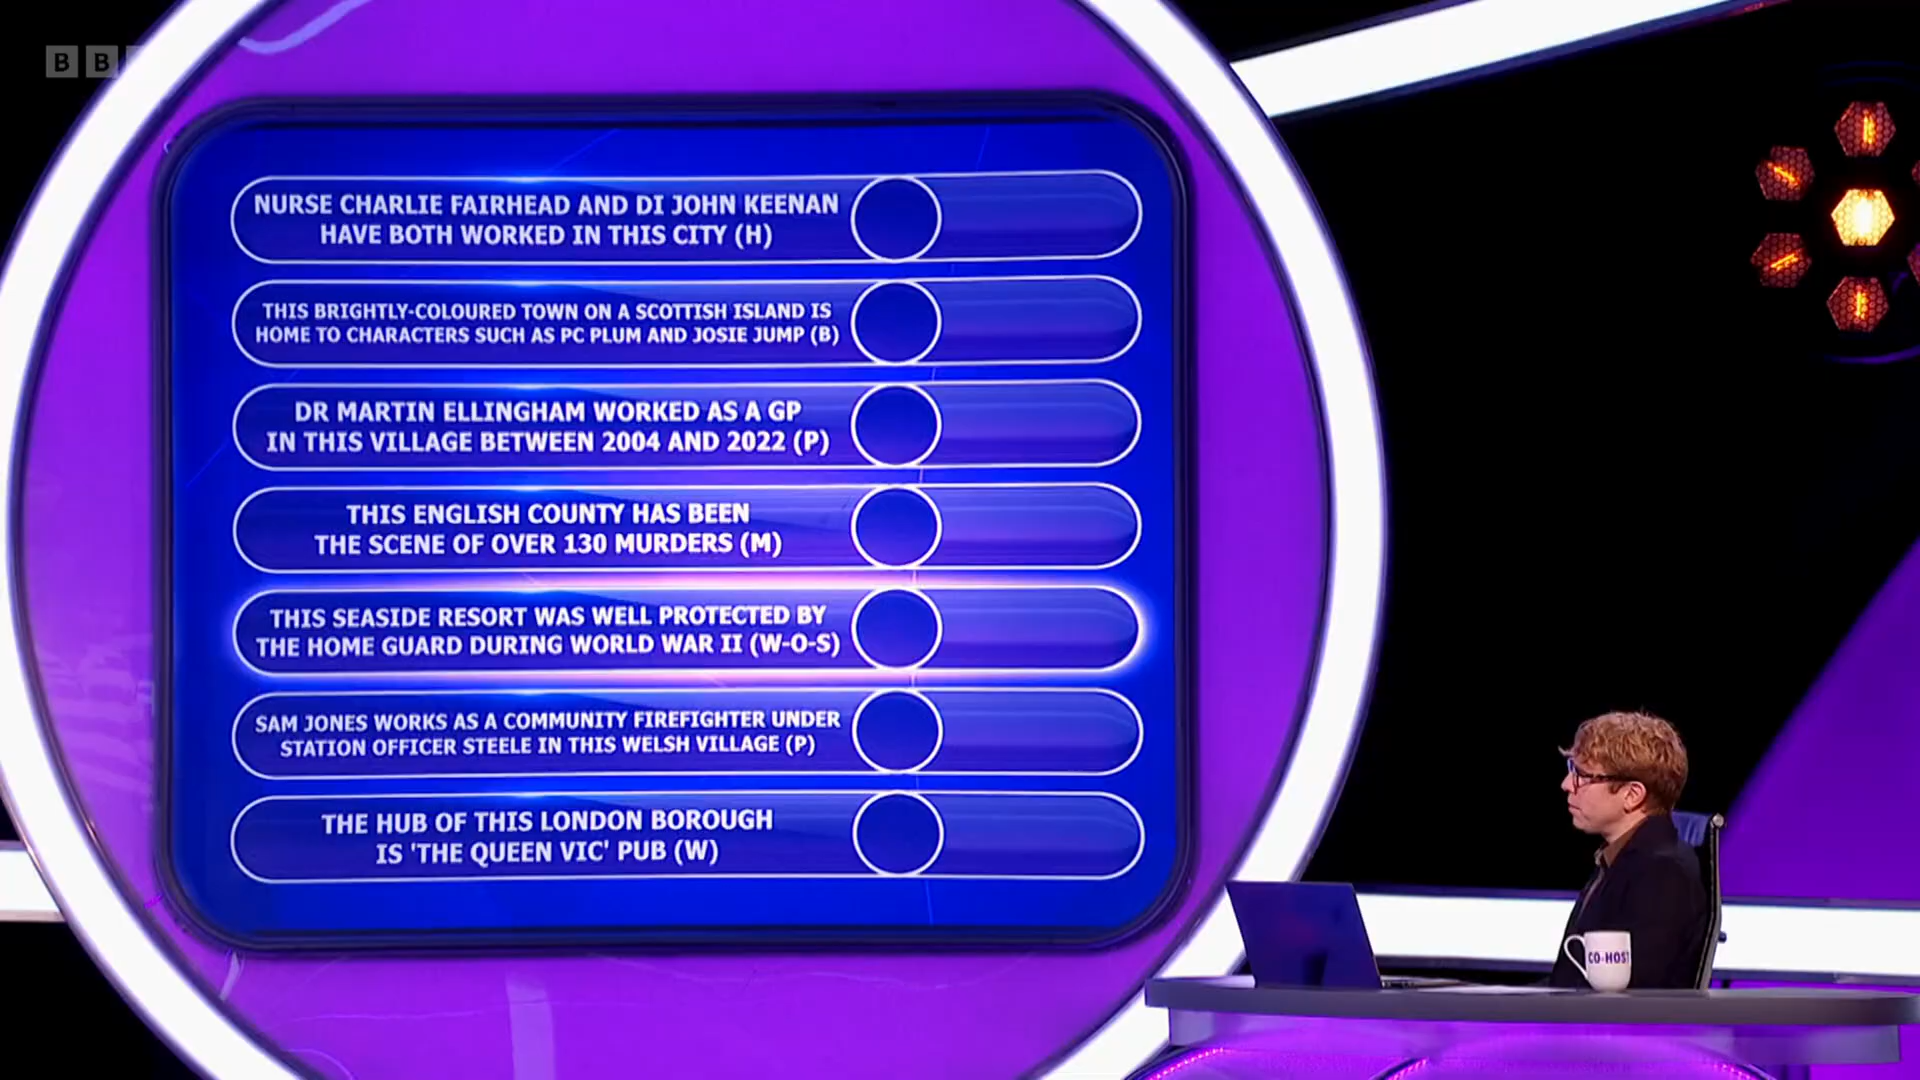 BBC
NURSE CHARLIE FAIRHEAD AND DI JOHN KEENAN
HAVE BOTH WORKED IN THIS CITY (H)
THIS BRIGHTLY-COLOURED TOWN ON A SCOTTISH ISLAND IS
HOME TO CHARACTERS SUCH AS PC PLUM AND JOSIE JUMP (B)
DR MARTIN ELLINGHAM WORKED AS A GP
IN THIS VILLAGE BETWEEN 2004 AND 2022 (P)
THIS ENGLISH COUNTY HAS BEEN
THE SCENE OF OVER 130 MURDERS (M)
THIS SEASIDE RESORT WAS WELL PROTECTED BY
THE HOME GUARD DURING WORLD WAR II (W-O-S)
SAM JONES WORKS AS A COMMUNITY FIREFIGHTER UNDER
STATION OFFICER STEELE IN THIS WELSH VILLAGE (P)
THE HUB OF THIS LONDON BOROUGH
IS 'THE QUEEN VIC' PUB (W)
CO-HOST